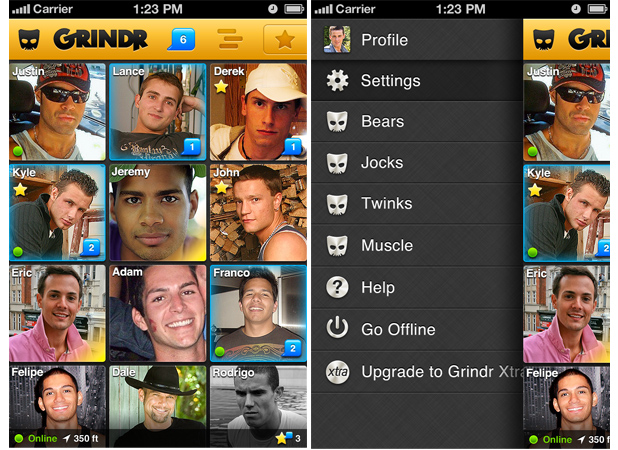 Carrier 1:23 PM
GRINDR 6
Justin Lance Derek
1 1
Kyle Jeremy John
2
Eric Adam Franco
2
Felipe Dale Rodrigo
Online 350 ft 3
Carrier 1:23 PM
Profile
Settings
Bears
Jocks
Twinks
Muscle
Help
Go Offline
xtra Upgrade to Grindr Xtra
GR
Justin
Kyle
Eric
Felipe
Online 350 ft